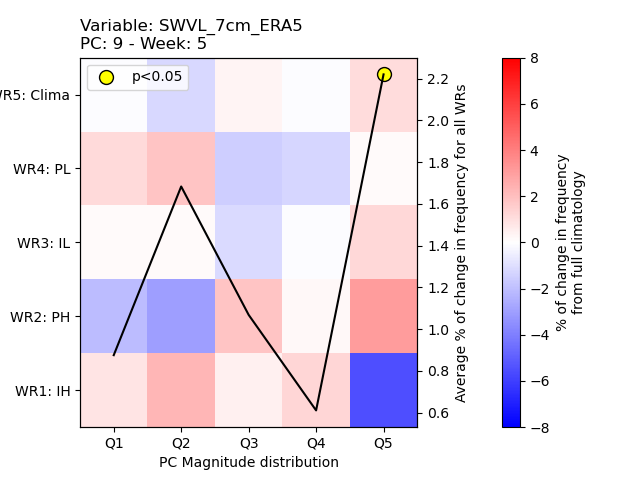 Variable: SWVL_7cm_ERA5
PC: 9 - Week: 5
p<0.05
WR5: Clima
WR4: PL
WR3: IL
WR2: PH
WR1: IH
Q1 Q2 Q3 Q4 Q5
PC Magnitude distribution
2.2
2.0
1.8
1.6
1.4
1.2
1.0
0.8
0.6
Average % of change in frequency for all WRs
8
6
4
2
0
−2
−4
−6
−8
% of change in frequency
from full climatology